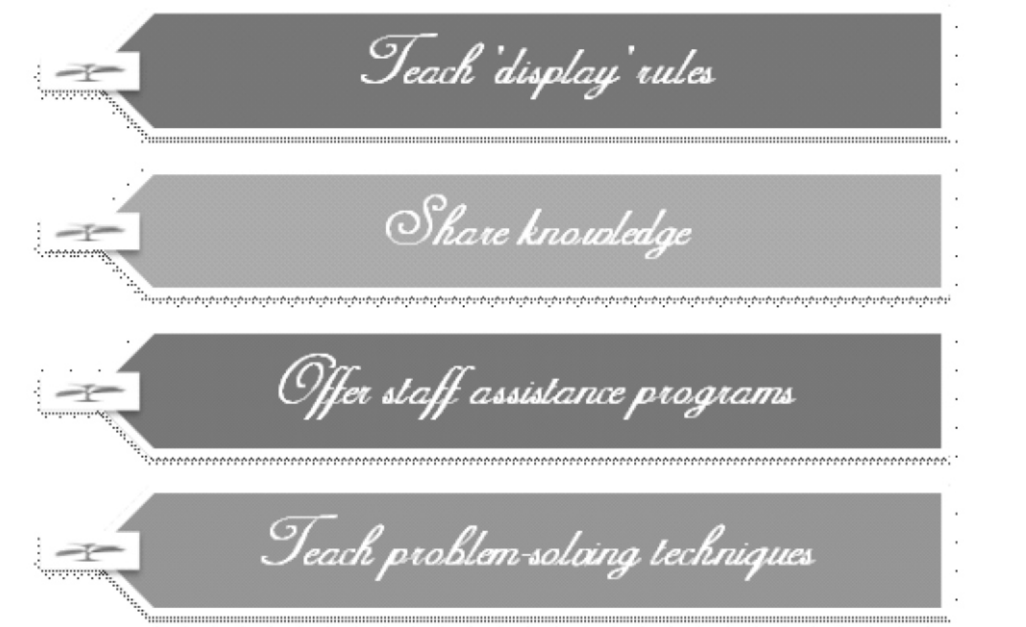 Teach 'display' rules
Share knowledge
Offer staff assistance programs
Teach problem-solving techniques